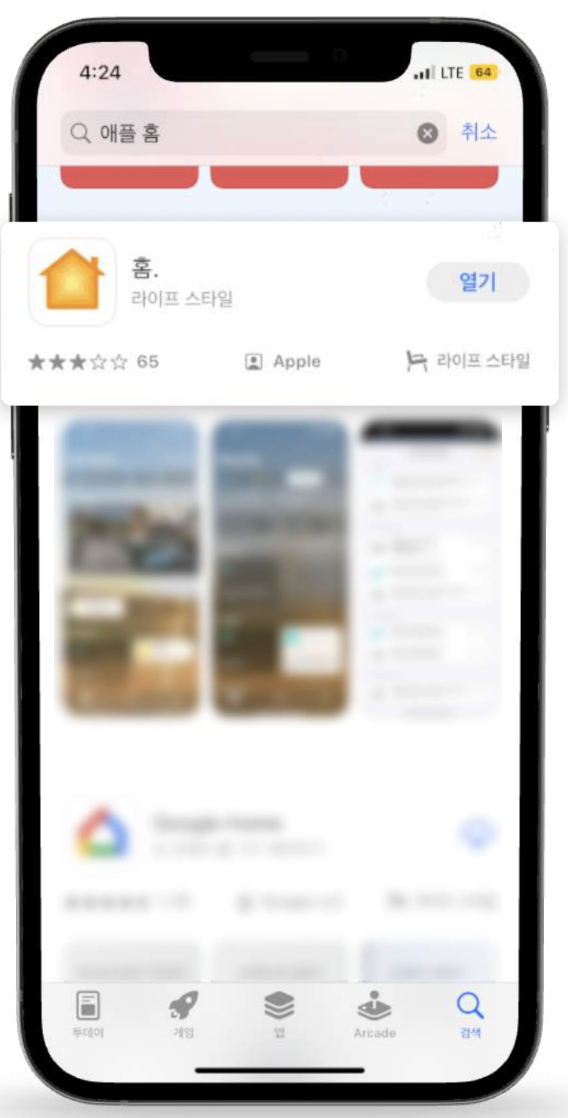 4:24
LTE 64
애플 홈
취소
홈.
라이프 스타일
열기
★★★☆☆ 65
Apple
라이프 스타일
Google Home
투데이
게임
앱
Arcade
검색